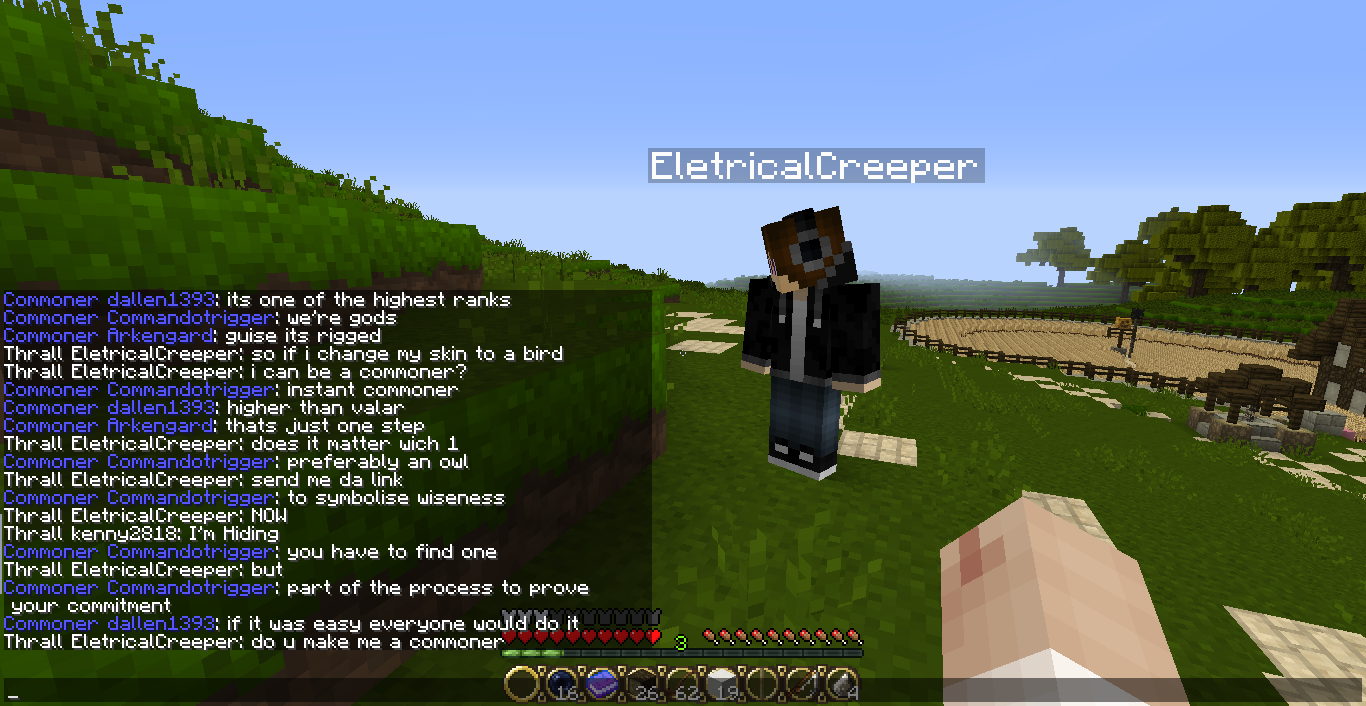 EletricalCreeper
Commoner dallen1393: its one of the highest ranks
Commoner Commandotrigger: we're gods
Commoner Arkengard: guise its rigged
Thrall EletricalCreeper: so if i change my skin to a bird
Thrall EletricalCreeper: i can be a commoner?
Commoner Commandotrigger: instant commoner
Commoner dallen1393: higher than valar
Commoner Arkengard: thats just one step
Thrall EletricalCreeper: does it matter wich 1
Commoner Commandotrigger: preferably an owl
Thrall EletricalCreeper: send me da link
Commoner Commandotrigger: to symbolise wiseness
Thrall EletricalCreeper: NOW
Thrall kenny2818: I'm Hiding
Commoner Commandotrigger: you have to find one
Thrall EletricalCreeper: but
Commoner Commandotrigger: part of the process to prove
your commitment
Commoner dallen1393: if it was easy everyone would do it
Thrall EletricalCreeper: do u make me a commoner
3
16 26 62 19 4
_